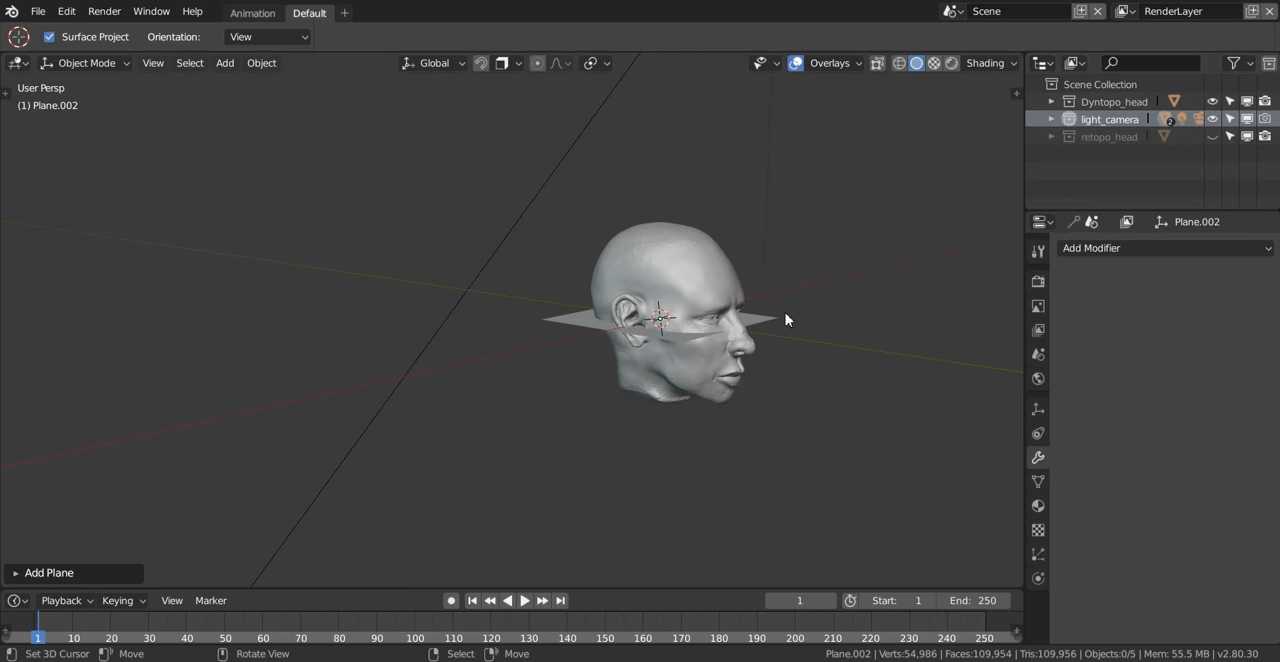 File Edit Render Window Help Animation Default + Scene RenderLayer
Surface Project Orientation: View
Object Mode View Select Add Object Global Overlays Shading
User Persp
(1) Plane.002
Scene Collection
Dyntopo_head
light_camera 2
retopo_head
Plane.002
Add Modifier
Add Plane
Playback Keying View Marker 1 Start: 1 End: 250
1 10 20 30 40 50 60 70 80 90 100 110 120 130 140 150 160 170 180 190 200 210 220 230 240 250
Set 3D Cursor Move Rotate View Select Move Plane.002 | Verts:54,986 | Faces:109,954 | Tris:109,956 | Objects:0/5 | Mem: 55.5 MB | v2.80.30